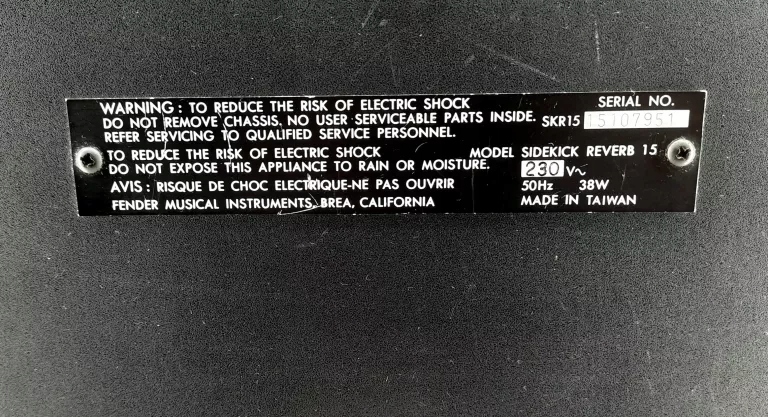 WARNING: TO REDUCE THE RISK OF ELECTRIC SHOCK
DO NOT REMOVE CHASSIS. NO USER SERVICEABLE PARTS INSIDE.
REFER SERVICING TO QUALIFIED SERVICE PERSONNEL.
SERIAL NO.
SKR15 15107951
TO REDUCE THE RISK OF ELECTRIC SHOCK
DO NOT EXPOSE THIS APPLIANCE TO RAIN OR MOISTURE.
MODEL SIDEKICK REVERB 15
230 V~
AVIS: RISQUE DE CHOC ELECTRIQUE-NE PAS OUVRIR
50Hz 38W
FENDER MUSICAL INSTRUMENTS, BREA, CALIFORNIA
MADE IN TAIWAN